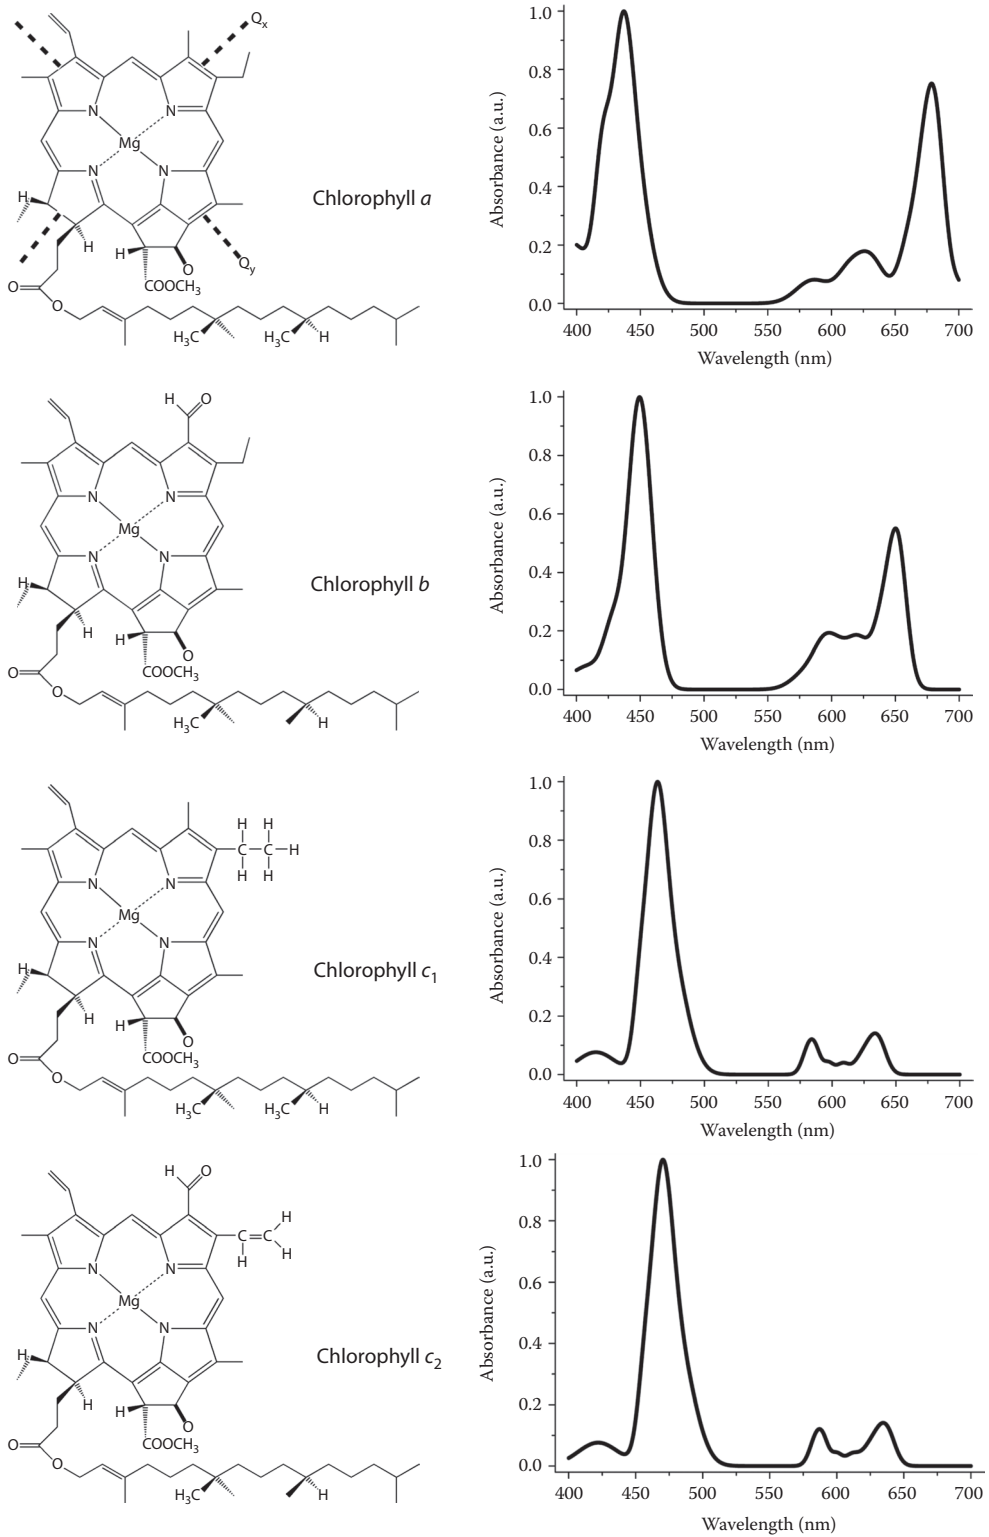 Qx
N
N
Mg
N
N
H
H
H
O
Qy
COOCH3
O
O
H3C
H3C
H
Chlorophyll a
Absorbance (a.u.)
1.0
0.8
0.6
0.4
0.2
0.0
400 450 500 550 600 650 700
Wavelength (nm)
H
O
N
N
Mg
N
N
H
H
H
O
COOCH3
O
O
H3C
H
Chlorophyll b
Absorbance (a.u.)
1.0
0.8
0.6
0.4
0.2
0.0
400 450 500 550 600 650 700
Wavelength (nm)
H H
C C H
H H
N
N
Mg
N
N
H
H
H
O
COOCH3
O
O
H3C
H3C
H
Chlorophyll c1
Absorbance (a.u.)
1.0
0.8
0.6
0.4
0.2
0.0
400 450 500 550 600 650 700
Wavelength (nm)
H
O
H
C=C
H
H
N
N
Mg
N
N
H
H
H
O
COOCH3
O
O
H3C
H
Chlorophyll c2
Absorbance (a.u.)
1.0
0.8
0.6
0.4
0.2
0.0
400 450 500 550 600 650 700
Wavelength (nm)